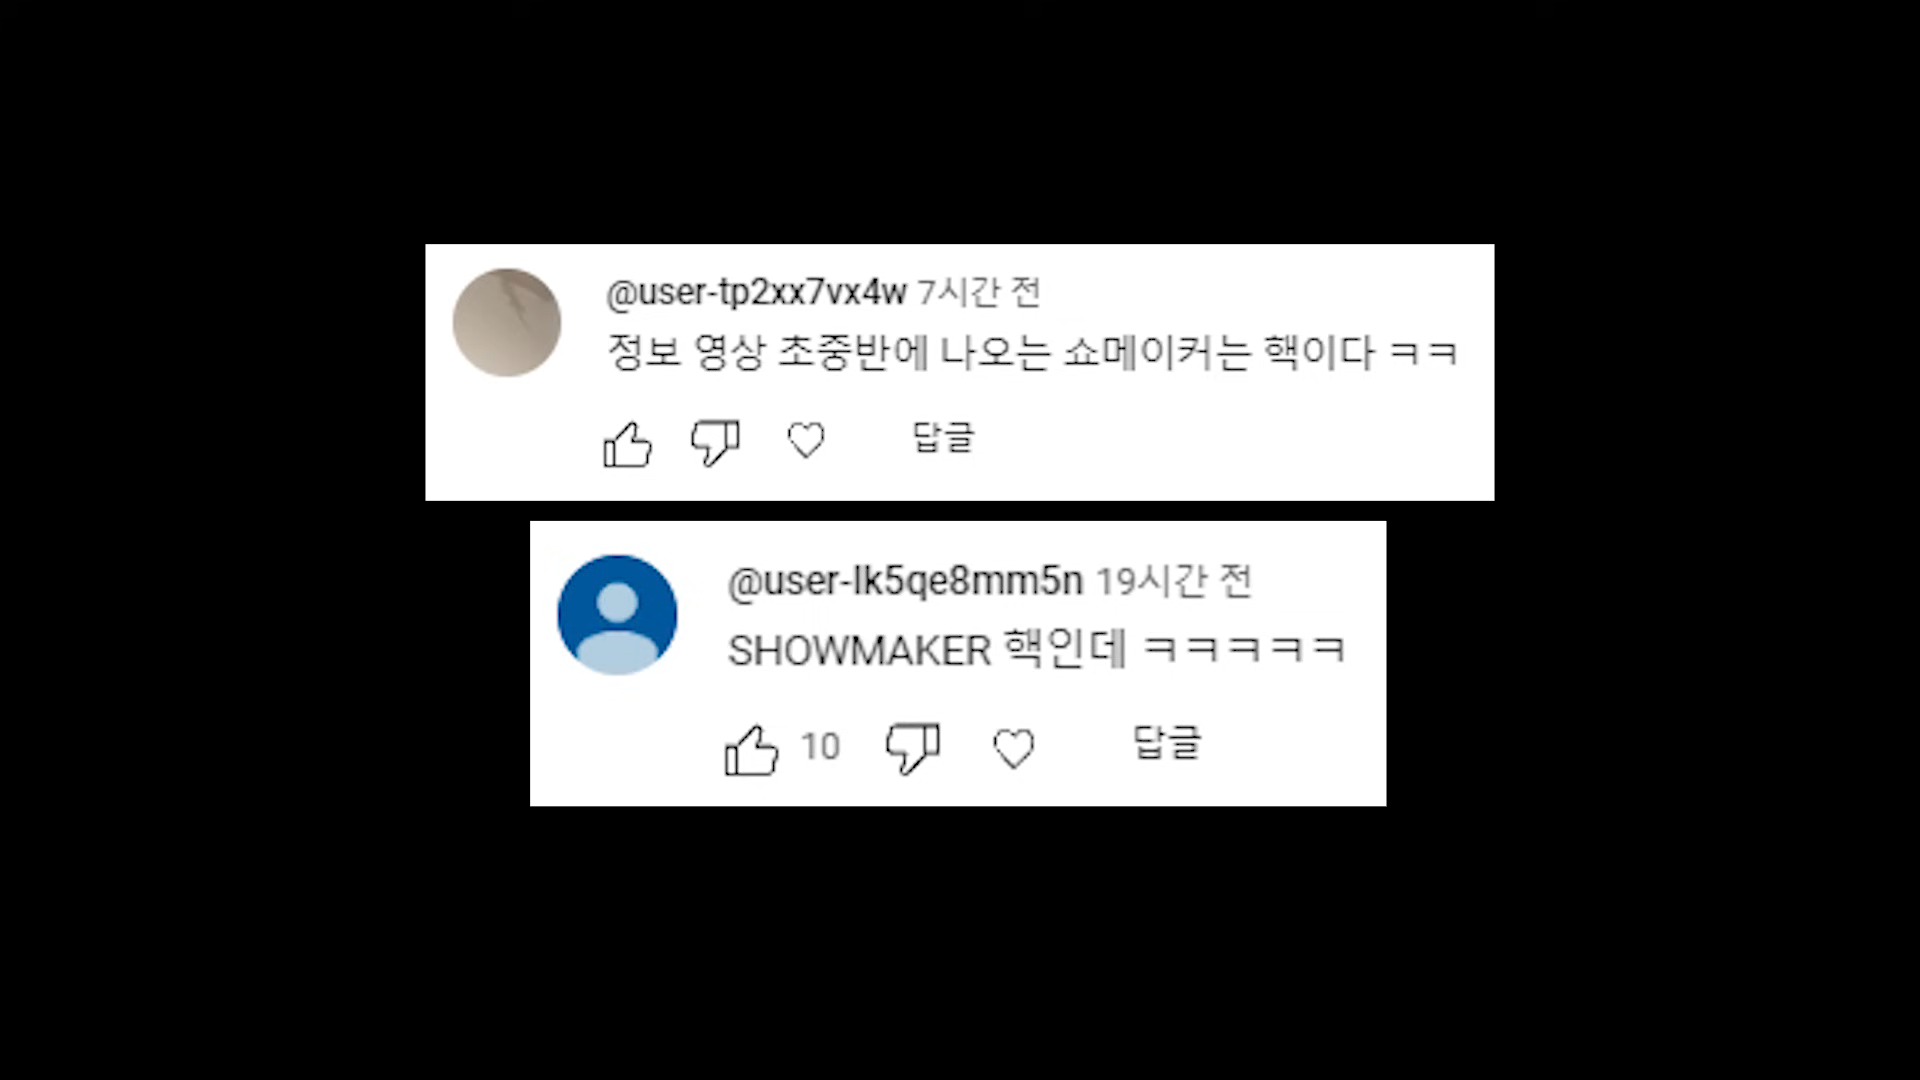 @user-tp2xx7vx4w 7시간 전
정보 영상 초중반에 나오는 쇼메이커는 핵이다 ㅋㅋ
답글
@user-lk5qe8mm5n 19시간 전
SHOWMAKER 핵인데 ㅋㅋㅋㅋㅋ
10 답글